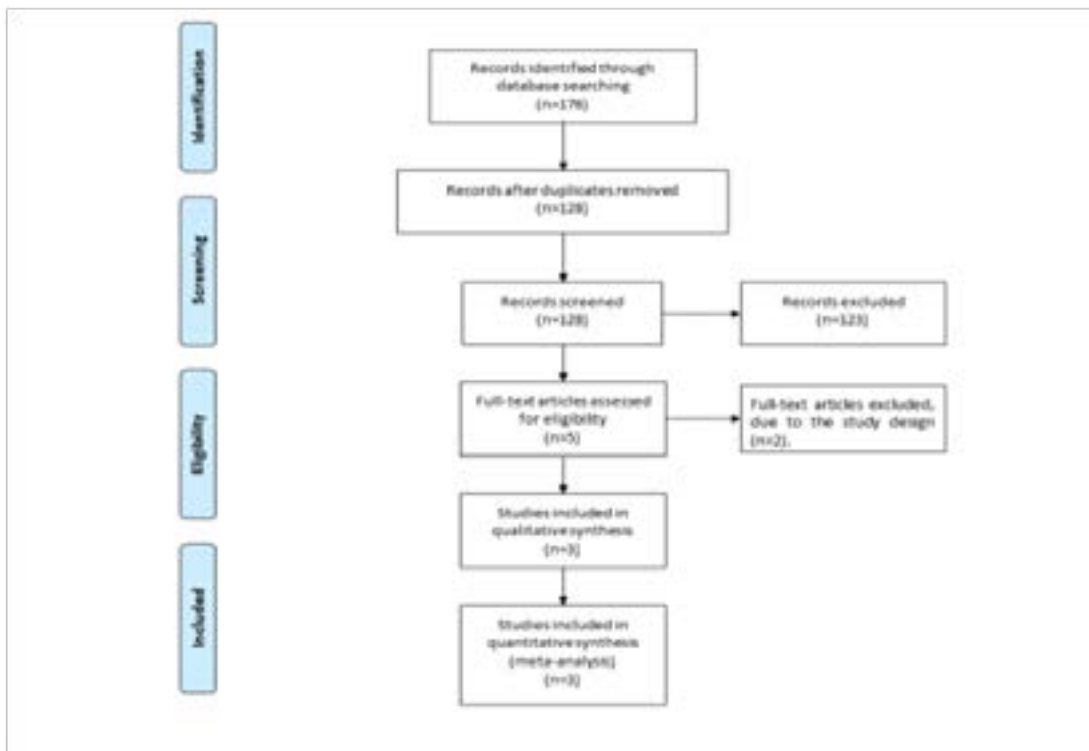 Identification
Records identified through
database searching
(n=176)
Records after duplicates removed
(n=128)
Screening
Records screened
(n=128)
Records excluded
(n=123)
Eligibility
Full-text articles assessed
for eligibility
(n=5)
Full-text articles excluded,
due to the study design
(n=2).
Studies included in
qualitative synthesis
(n=3)
Included
Studies included in
quantitative synthesis
(meta-analysis)
(n=3)